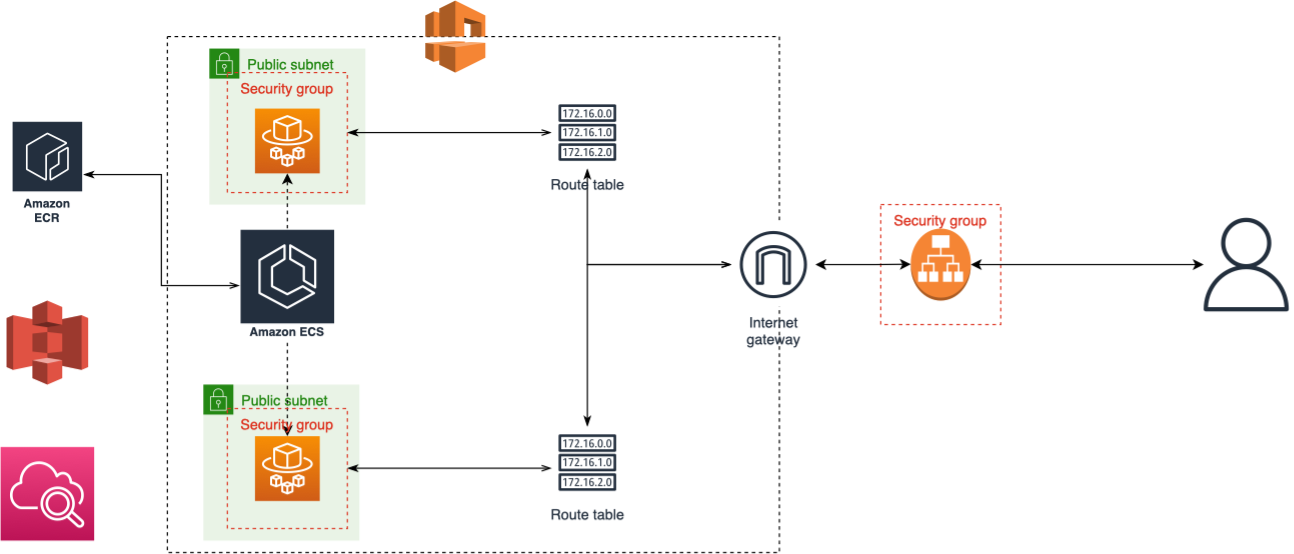 Public subnet
Security group
172.16.0.0
172.16.1.0
172.16.2.0
Route table
Amazon
ECR
Security group
Amazon ECS
Internet
gateway
Public subnet
Security group
172.16.0.0
172.16.1.0
172.16.2.0
Route table